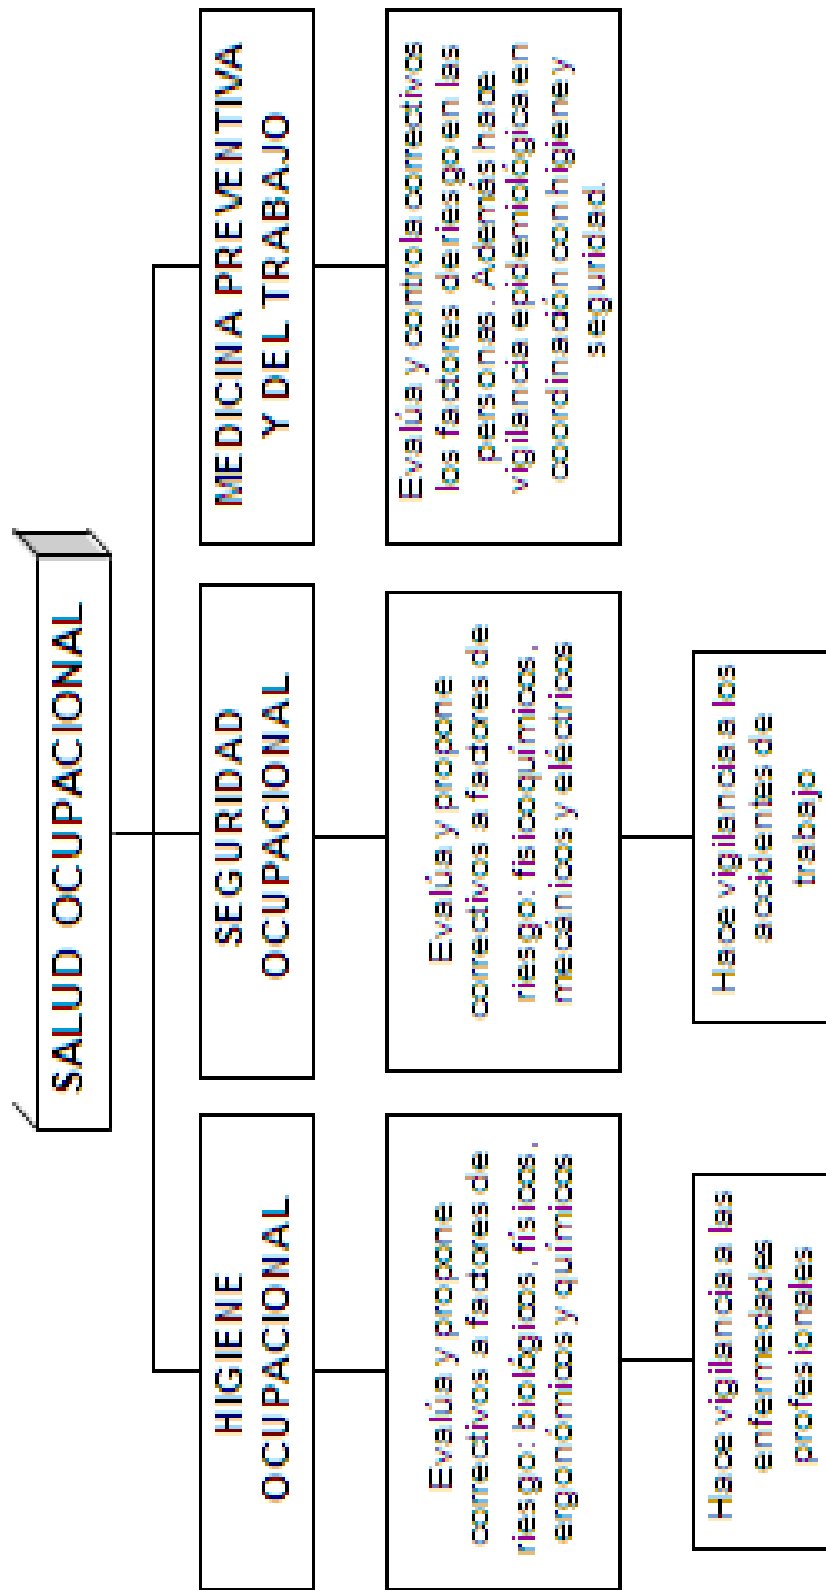 SALUD OCUPACIONAL
HIGIENE
OCUPACIONAL
SEGURIDAD
OCUPACIONAL
MEDICINA PREVENTIVA
Y DEL TRABAJO
Evalúa y propone
correctivos a factores de
riesgo: biológicos, físicos,
ergonómicos y químicos
Evalúa y propone
correctivos a factores de
riesgo: fisicoquímicos,
mecánicos y eléctricos
Evalúa y controla correctivos
los factores de riesgo en las
personas. Además hace
vigilancia epidemiológica en
coordinación con higiene y
seguridad.
Hace vigilancia a las
enfermedades
profesionales
Hace vigilancia a los
accidentes de
trabajo